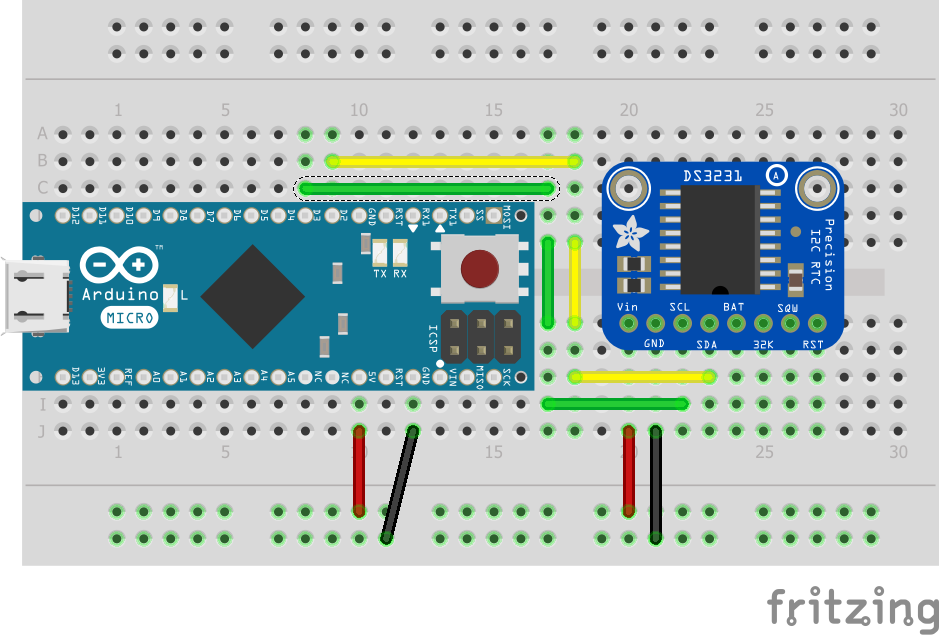 1 5 10 15 20 25 30
A
B
C
DS3231 A
D12 D11 D10 D9 D8 D7 D6 D5 D4 D3 D2 GND RST RX1 TX1 SS MOSI
Precision
I2C RTC
TM
TX RX
Arduino L
MICRO
Vin SCL BAT SQW
GND SDA 32K RST
ICSP
D13 3V3 REF A0 A1 A2 A3 A4 A5 NC NC 5V RST GND VIN MISO SCK
I
J
1 5 15 20 25 30
fritzing